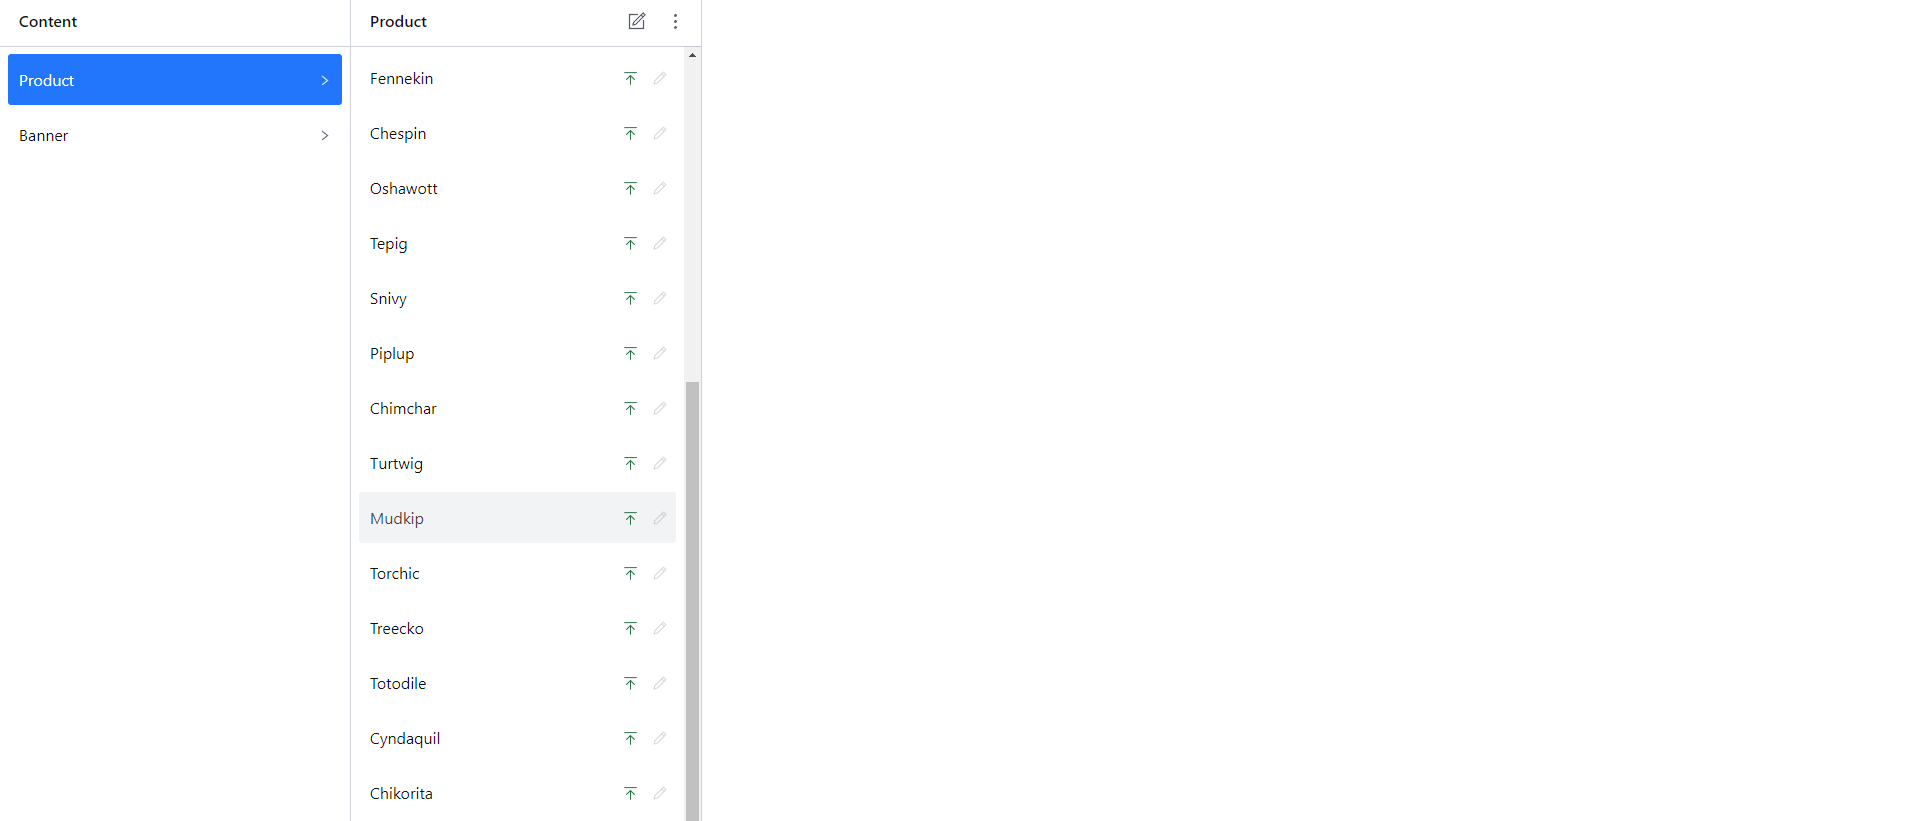 Content
Product
Banner
Product
Fennekin
Chespin
Oshawott
Tepig
Snivy
Piplup
Chimchar
Turtwig
Mudkip
Torchic
Treecko
Totodile
Cyndaquil
Chikorita